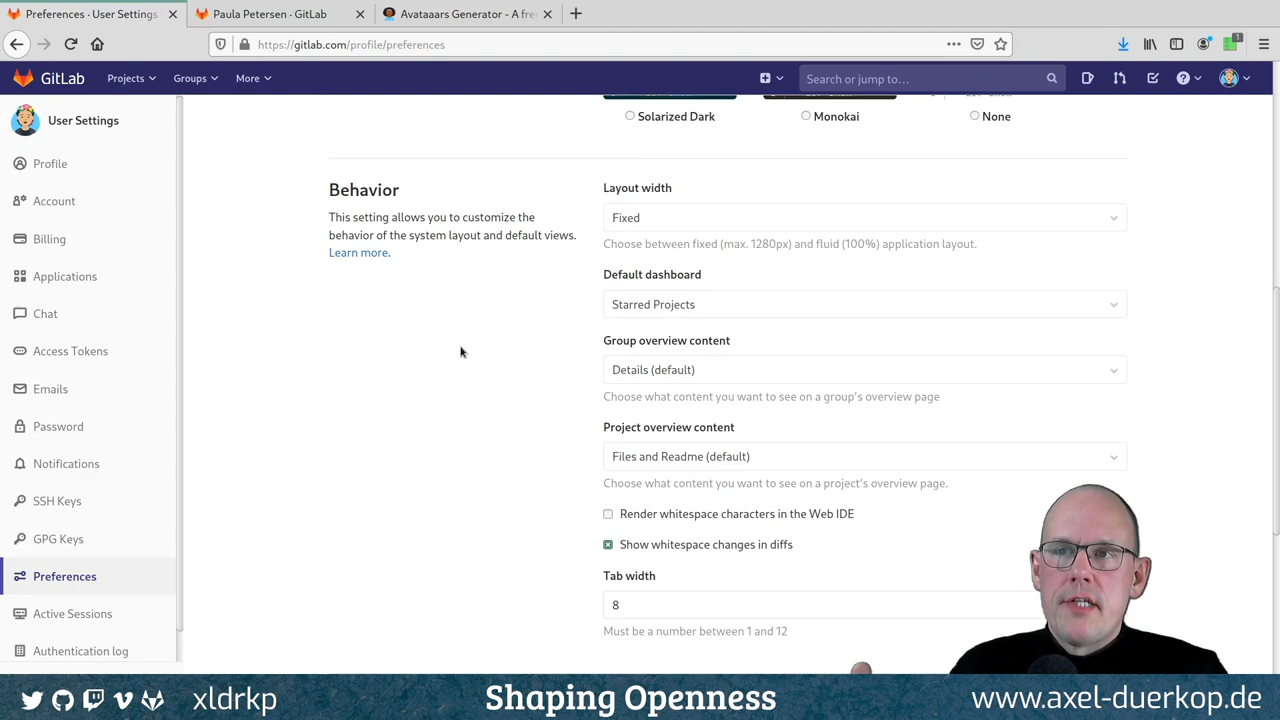 Preferences · User Settings
Paula Petersen · GitLab
Avataaars Generator - A fre
https://gitlab.com/profile/preferences
GitLab
Projects
Groups
More
Search or jump to…
1
User Settings
Profile
Account
Billing
Applications
Chat
Access Tokens
Emails
Password
Notifications
SSH Keys
GPG Keys
Preferences
Active Sessions
Authentication log
Solarized Dark
Monokai
None
Behavior
This setting allows you to customize the
behavior of the system layout and default views.
Learn more.
Layout width
Fixed
Choose between fixed (max. 1280px) and fluid (100%) application layout.
Default dashboard
Starred Projects
Group overview content
Details (default)
Choose what content you want to see on a group's overview page
Project overview content
Files and Readme (default)
Choose what content you want to see on a project's overview page.
Render whitespace characters in the Web IDE
Show whitespace changes in diffs
Tab width
8
Must be a number between 1 and 12
xldrkp
Shaping Openness
www.axel-duerkop.de